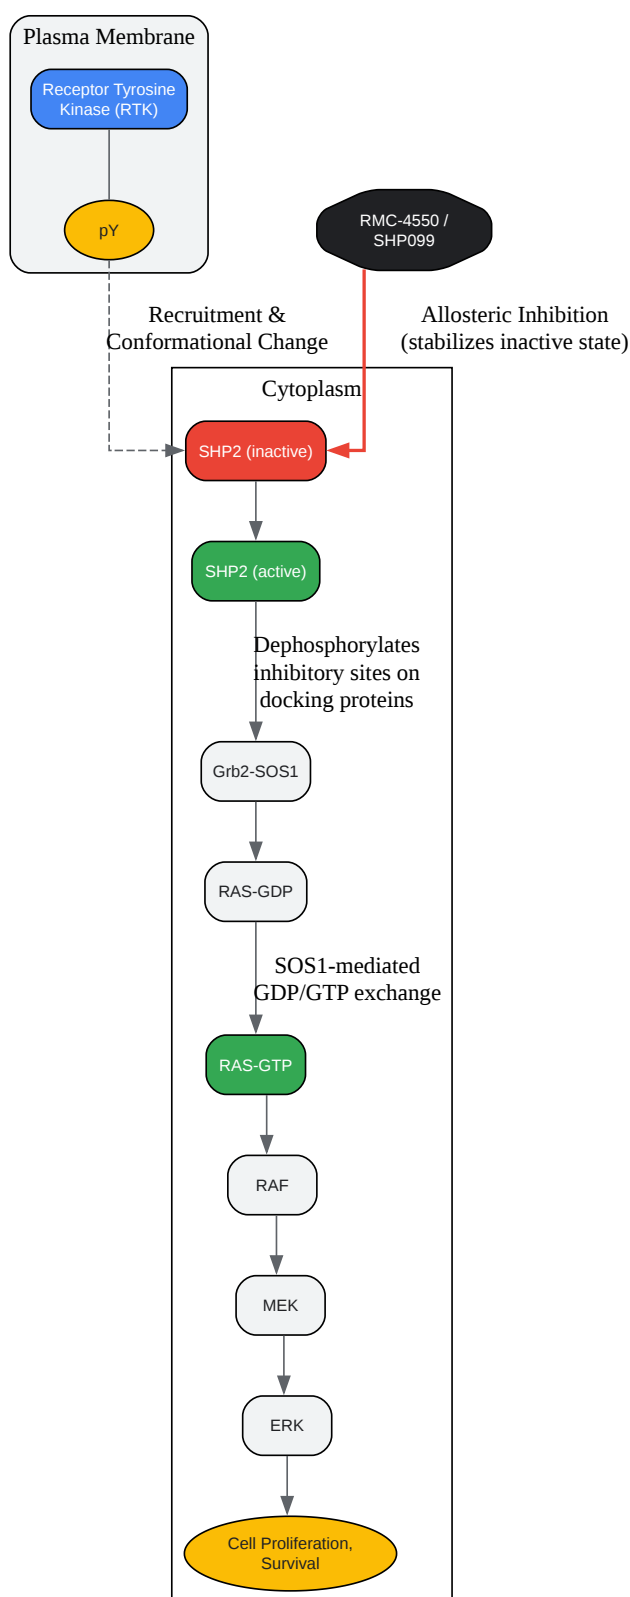 Plasma Membrane
Receptor Tyrosine
Kinase (RTK)
pY
RMC-4550 /
SHP099
Recruitment &
Conformational Change
Allosteric Inhibition
(stabilizes inactive state)
Cytoplasm
SHP2 (inactive)
SHP2 (active)
Dephosphorylates
inhibitory sites on
docking proteins
Grb2-SOS1
RAS-GDP
SOS1-mediated
GDP/GTP exchange
RAS-GTP
RAF
MEK
ERK
Cell Proliferation,
Survival